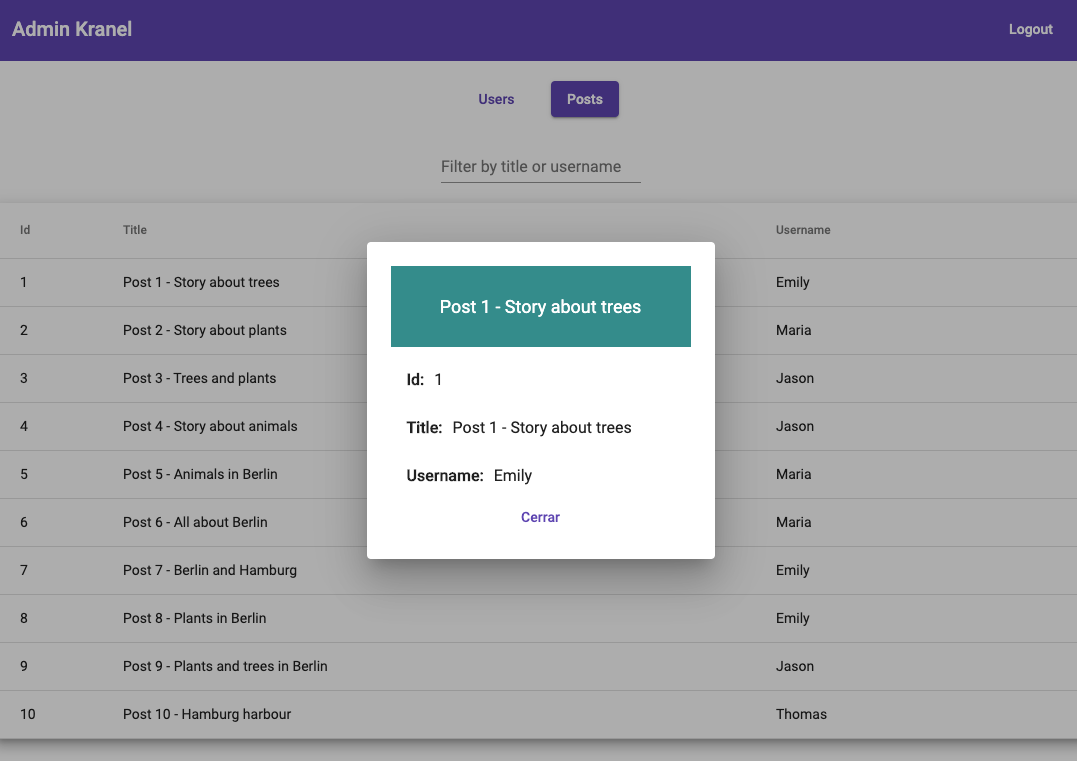 Admin Kranel
Logout
Users
Posts
Filter by title or username
Id Title Username
1 Post 1 - Story about trees Emily
2 Post 2 - Story about plants Maria
3 Post 3 - Trees and plants Jason
4 Post 4 - Story about animals Jason
5 Post 5 - Animals in Berlin Maria
6 Post 6 - All about Berlin Maria
7 Post 7 - Berlin and Hamburg Emily
8 Post 8 - Plants in Berlin Emily
9 Post 9 - Plants and trees in Berlin Jason
10 Post 10 - Hamburg harbour Thomas
Post 1 - Story about trees
Id: 1
Title: Post 1 - Story about trees
Username: Emily
Cerrar